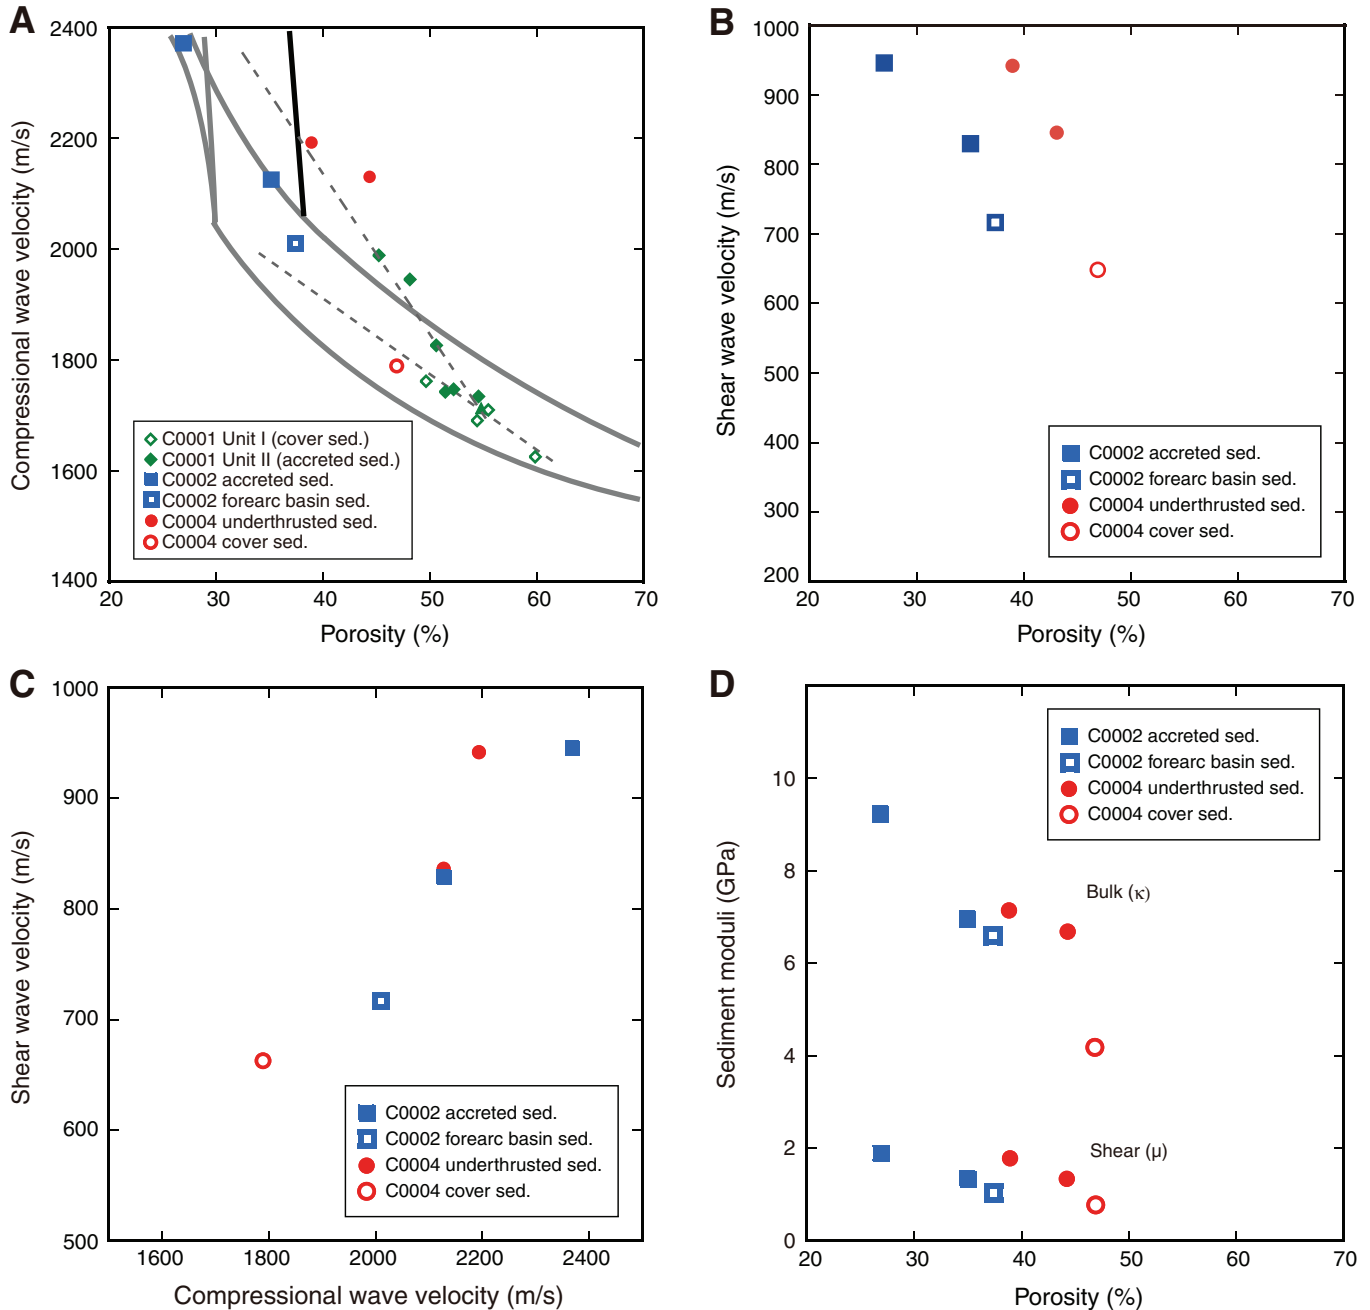 A
2400
2200
2000
1800
1600
1400
Compressional wave velocity (m/s)
C0001 Unit I (cover sed.)
C0001 Unit II (accreted sed.)
C0002 accreted sed.
C0002 forearc basin sed.
C0004 underthrusted sed.
C0004 cover sed.
20 30 40 50 60 70
Porosity (%)
B
1000
900
800
700
600
500
400
300
200
Shear wave velocity (m/s)
C0002 accreted sed.
C0002 forearc basin sed.
C0004 underthrusted sed.
C0004 cover sed.
20 30 40 50 60 70
Porosity (%)
C
1000
900
800
700
600
500
Shear wave velocity (m/s)
C0002 accreted sed.
C0002 forearc basin sed.
C0004 underthrusted sed.
C0004 cover sed.
1600 1800 2000 2200 2400
Compressional wave velocity (m/s)
D
10
8
6
4
2
0
Sediment moduli (GPa)
C0002 accreted sed.
C0002 forearc basin sed.
C0004 underthrusted sed.
C0004 cover sed.
Bulk (κ)
Shear (μ)
20 30 40 50 60 70
Porosity (%)